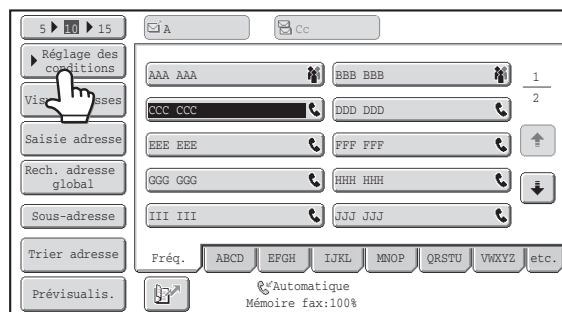 5 10 15
A
Cc
Réglage des
conditions
AAA AAA
BBB BBB
1
2
CCC CCC
DDD DDD
Saisie adresse
EEE EEE
FFF FFF
Rech. adresse
global
GGG GGG
HHH HHH
Sous-adresse
III III
JJJ JJJ
Trier adresse
Fréq.
ABCD
EFGH
IJKL
MNOP
QRSTU
VWXYZ
etc.
Prévisualis.
Automatique
Mémoire fax:100%